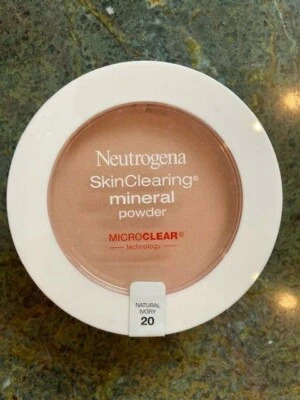 Neutrogena
SkinClearing®
mineral
powder
MICROCLEAR®
technology
NATURAL
IVORY
20